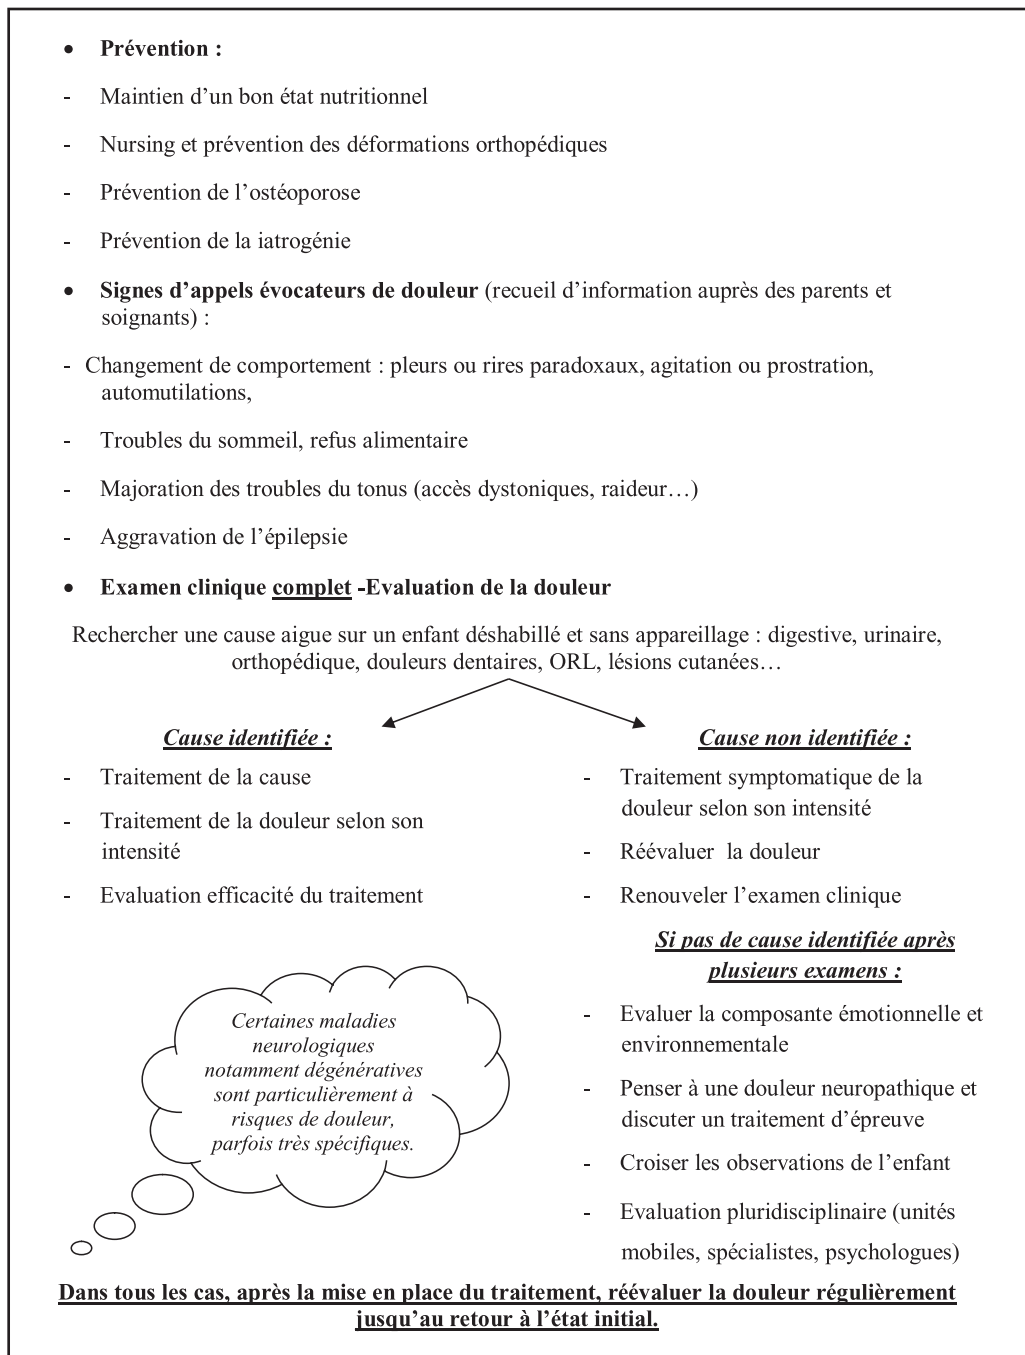 • Prévention :
- Maintien d’un bon état nutritionnel
- Nursing et prévention des déformations orthopédiques
- Prévention de l’ostéoporose
- Prévention de la iatrogénie
• Signes d’appels évocateurs de douleur (recueil d’information auprès des parents et
soignants) :
- Changement de comportement : pleurs ou rires paradoxaux, agitation ou prostration,
automutilations,
- Troubles du sommeil, refus alimentaire
- Majoration des troubles du tonus (accès dystoniques, raideur…)
- Aggravation de l’épilepsie
• Examen clinique complet -Evaluation de la douleur
Rechercher une cause aigue sur un enfant déshabillé et sans appareillage : digestive, urinaire,
orthopédique, douleurs dentaires, ORL, lésions cutanées…
Cause identifiée :
- Traitement de la cause
- Traitement de la douleur selon son
intensité
- Evaluation efficacité du traitement
Certaines maladies
neurologiques
notamment dégénératives
sont particulièrement à
risques de douleur,
parfois très spécifiques.
Cause non identifiée :
- Traitement symptomatique de la
douleur selon son intensité
- Réévaluer la douleur
- Renouveler l’examen clinique
Si pas de cause identifiée après
plusieurs examens :
- Evaluer la composante émotionnelle et
environnementale
- Penser à une douleur neuropathique et
discuter un traitement d’épreuve
- Croiser les observations de l’enfant
- Evaluation pluridisciplinaire (unités
mobiles, spécialistes, psychologues)
Dans tous les cas, après la mise en place du traitement, réévaluer la douleur régulièrement
jusqu’au retour à l’état initial.